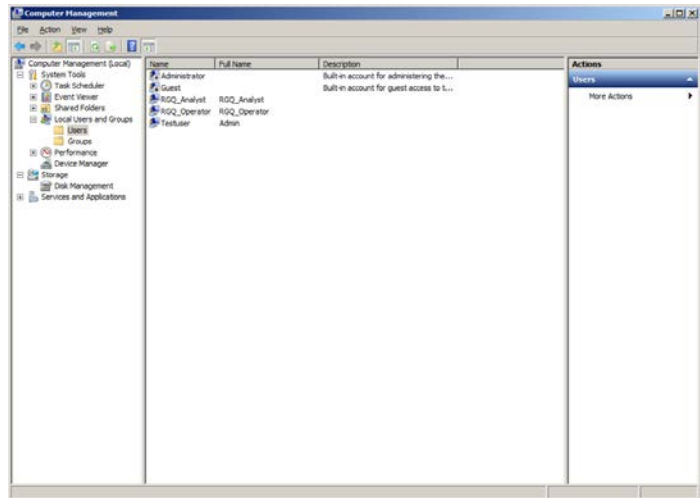 Computer Management
File Action View Help
Computer Management (Local)
System Tools
Task Scheduler
Event Viewer
Shared Folders
Local Users and Groups
Users
Groups
Performance
Device Manager
Storage
Disk Management
Services and Applications
Name Full Name Description
Administrator Built-in account for administering the...
Guest Built-in account for guest access to t...
RGQ_Analyst RGQ_Analyst
RGQ_Operator RGQ_Operator
Testuser Admin
Actions
Users
More Actions